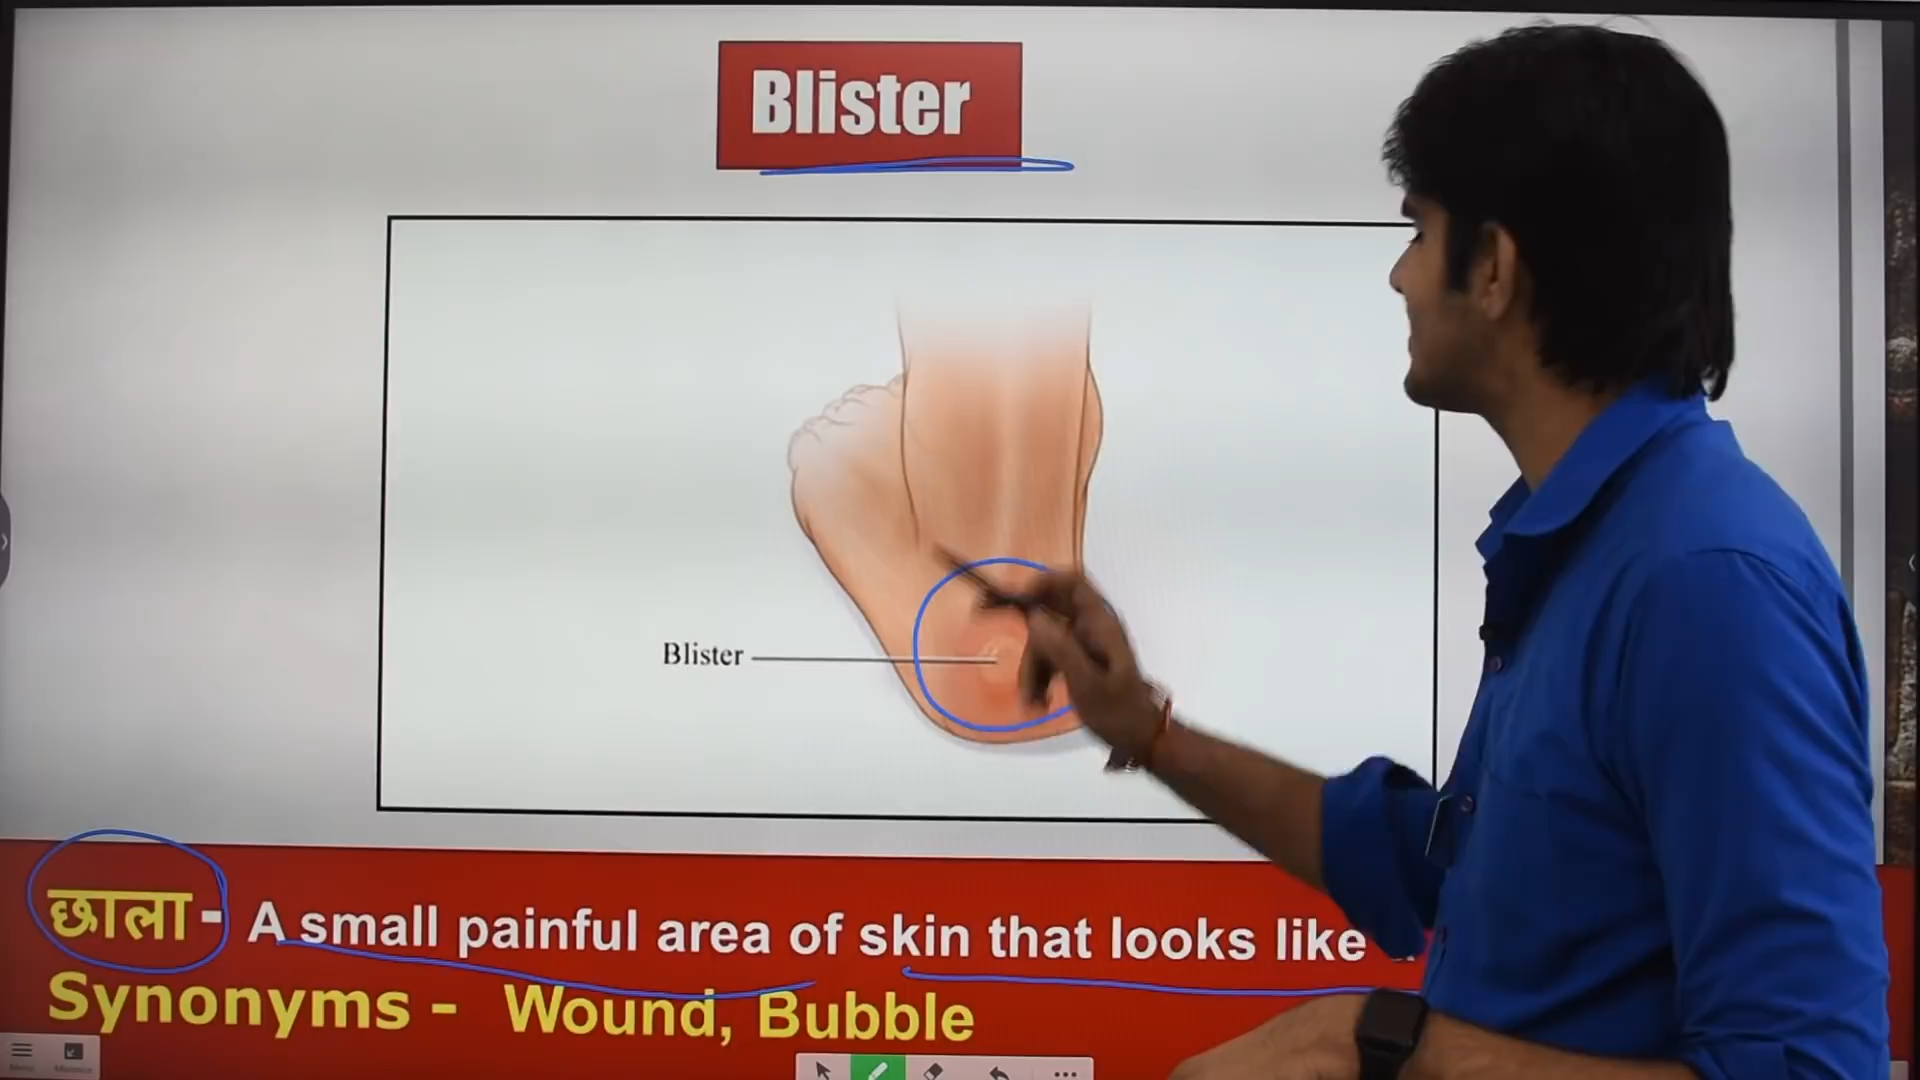 Blister
Blister
छाला - A small painful area of skin that looks like
Synonyms - Wound, Bubble